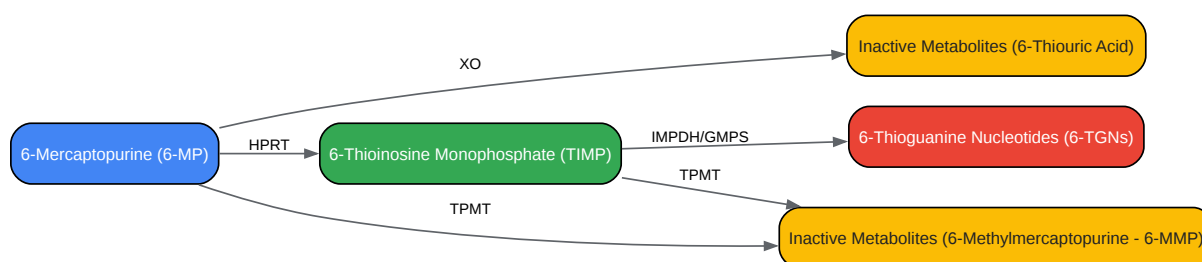 Inactive Metabolites (6-Thiouric Acid)
XO
6-Mercaptopurine (6-MP)
HPRT
6-Thioinosine Monophosphate (TIMP)
IMPDH/GMPS
6-Thioguanine Nucleotides (6-TGNs)
TPMT
TPMT
Inactive Metabolites (6-Methylmercaptopurine - 6-MMP)